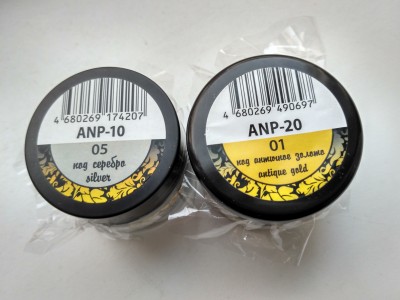 4 680269 174207
ANP-10
05
код серебро
silver
4 680269 490697
ANP-20
01
код античное золото
antique gold